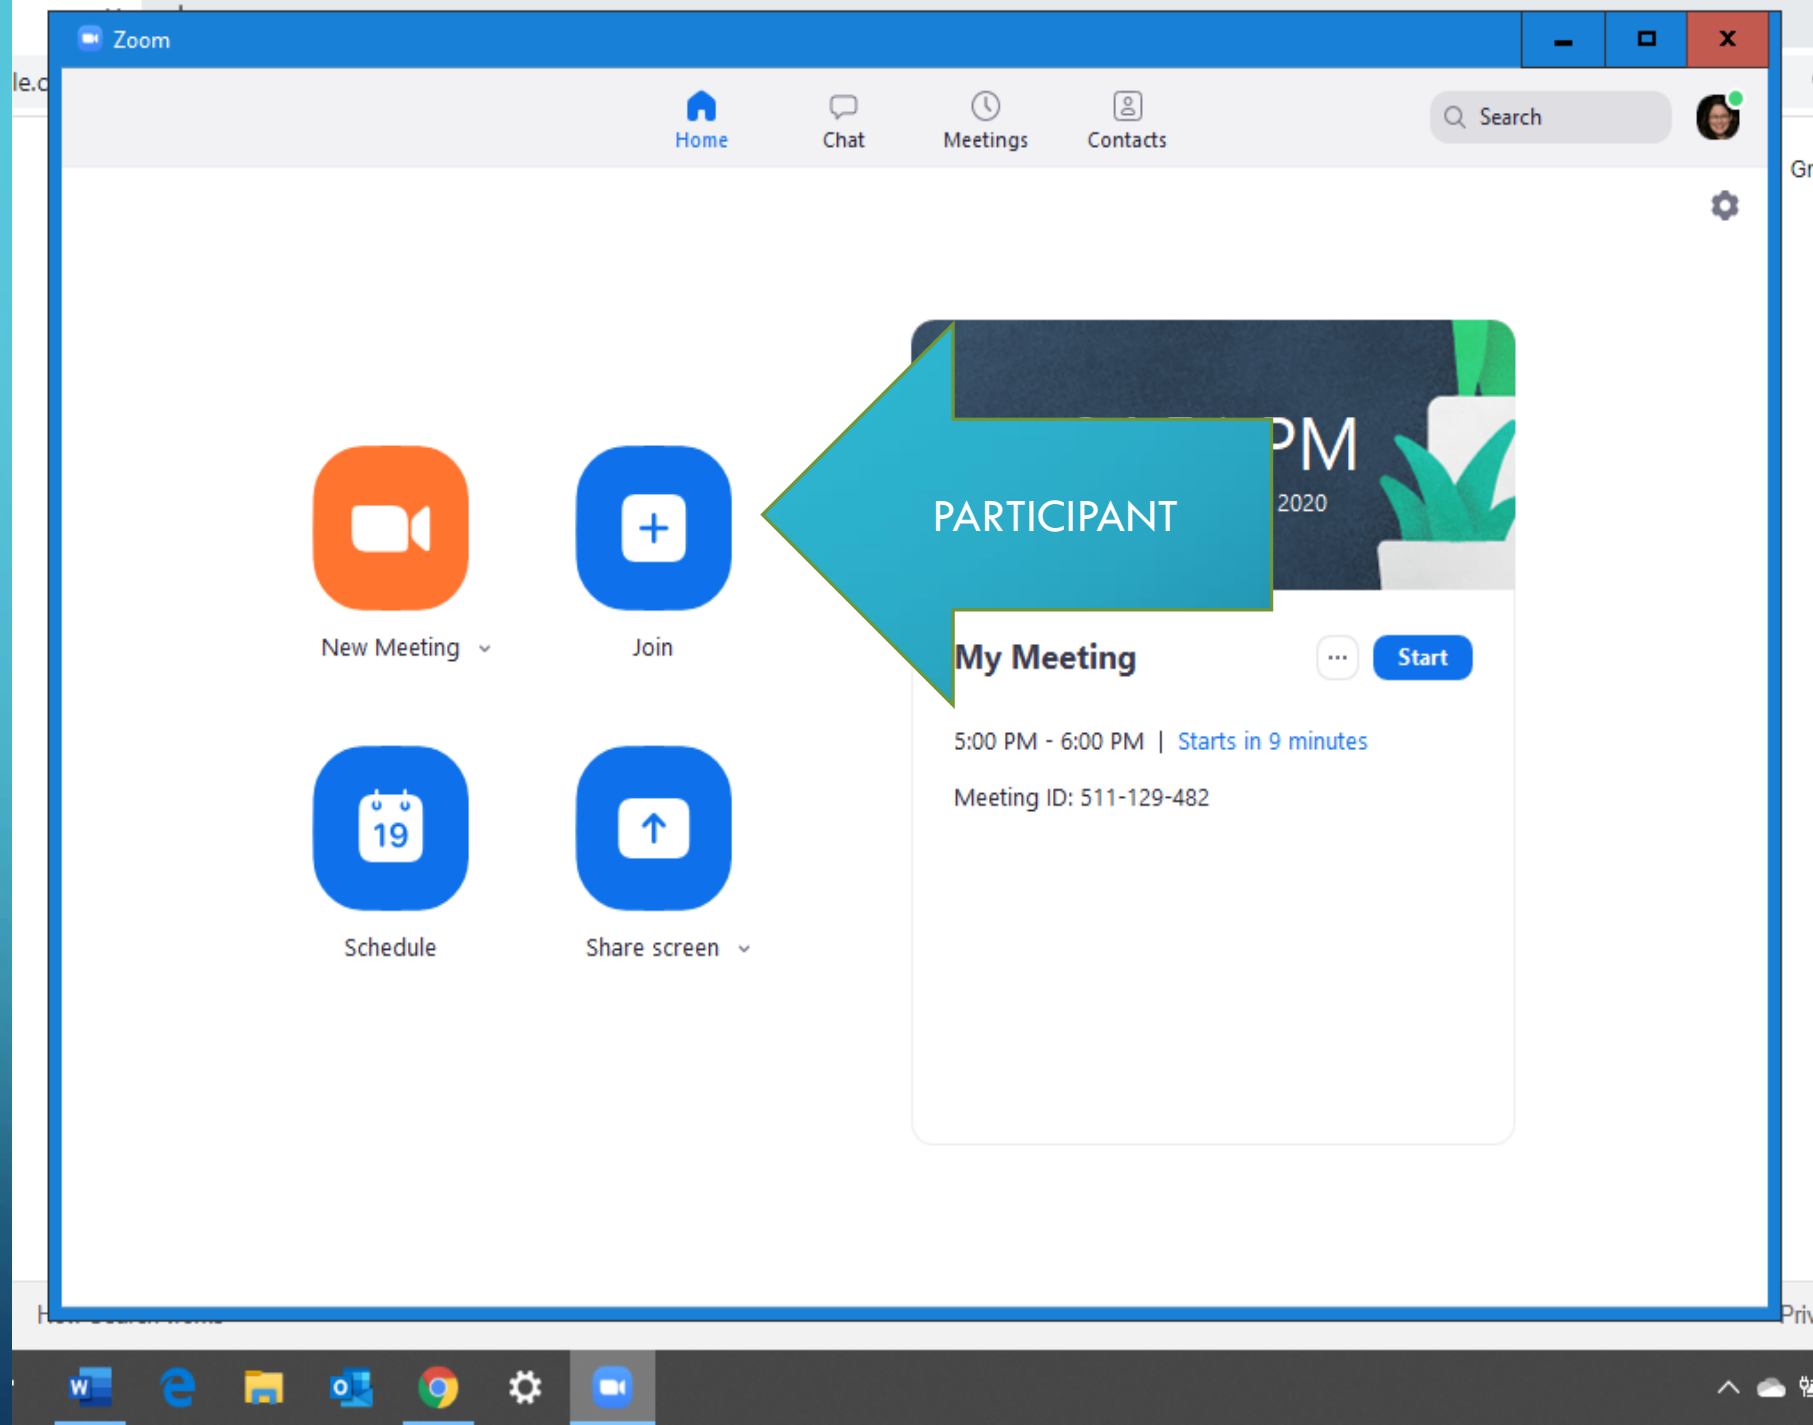 Zoom
Home
Chat
Meetings
Contacts
Search
PM
2020
PARTICIPANT
New Meeting
Join
My Meeting
Start
5:00 PM - 6:00 PM | Starts in 9 minutes
Meeting ID: 511-129-482
19
Schedule
Share screen